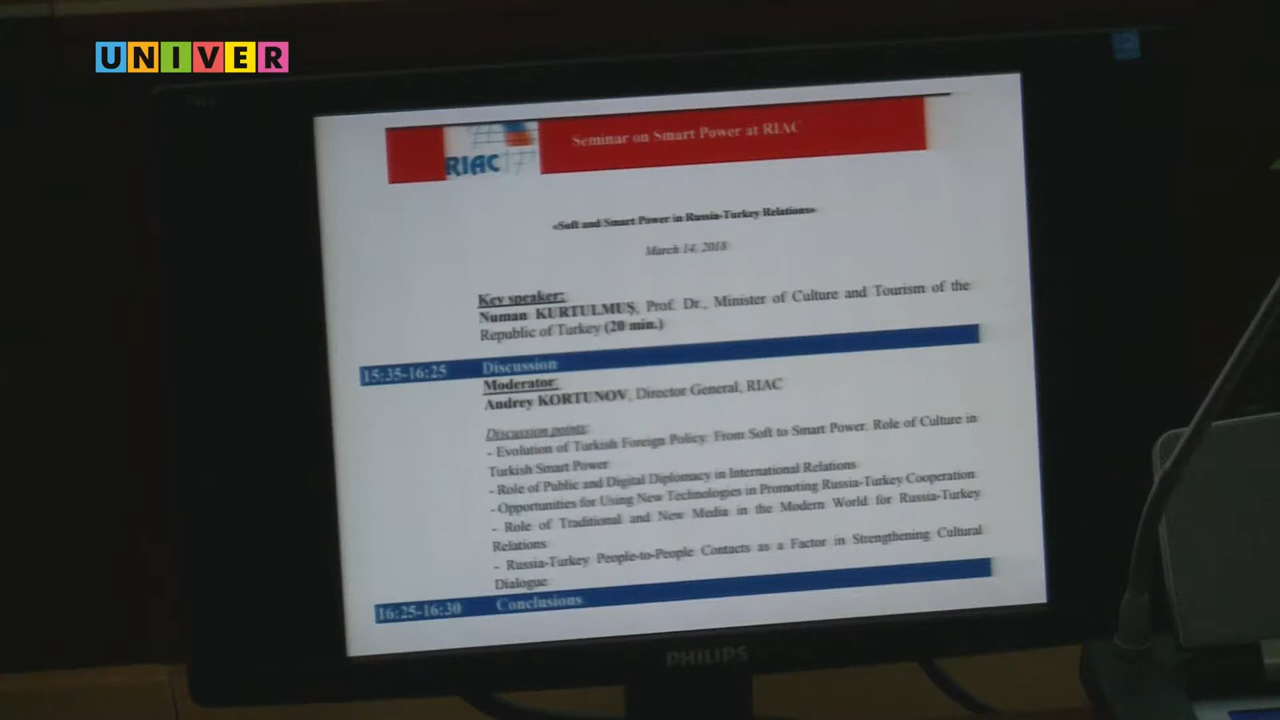 UNIVER
RIAC
Seminar on Smart Power at RIAC
«Soft and Smart Power in Russia-Turkey Relations»
March 14, 2018
Key speaker:
Numan KURTULMUŞ, Prof. Dr., Minister of Culture and Tourism of the
Republic of Turkey (20 min.)
15:35-16:25 Discussion
Moderator:
Andrey KORTUNOV, Director General, RIAC
Discussion points:
- Evolution of Turkish Foreign Policy: From Soft to Smart Power. Role of Culture in
Turkish Smart Power
- Role of Public and Digital Diplomacy in International Relations
- Opportunities for Using New Technologies in Promoting Russia-Turkey Cooperation
- Role of Traditional and New Media in the Modern World for Russia-Turkey
Relations
- Russia-Turkey People-to-People Contacts as a Factor in Strengthening Cultural
Dialogue
16:25-16:30 Conclusions
PHILIPS